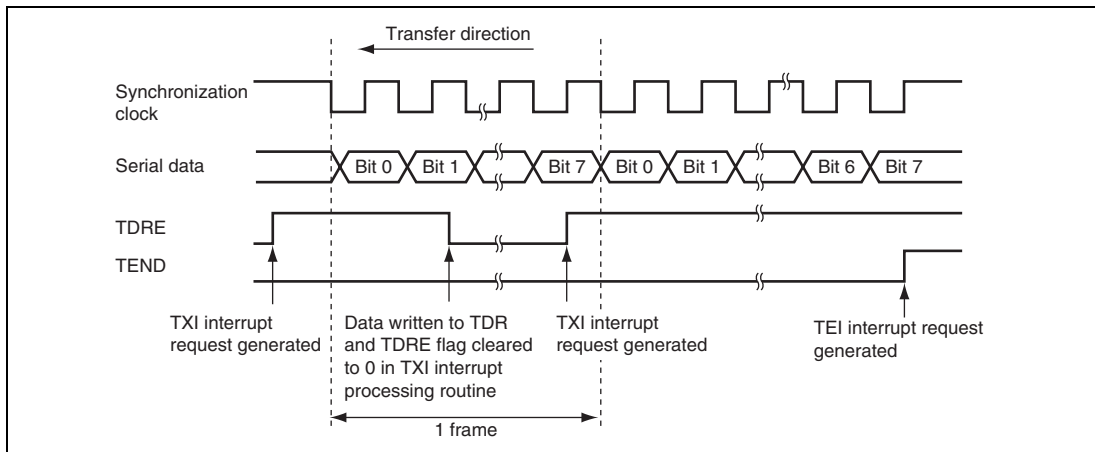 Transfer direction
Synchronization
clock
Serial data
Bit 0
Bit 1
Bit 7
Bit 0
Bit 1
Bit 6
Bit 7
TDRE
TEND
TXI interrupt
request generated
Data written to TDR
and TDRE flag cleared
to 0 in TXI interrupt
processing routine
TXI interrupt
request generated
TEI interrupt request
generated
1 frame